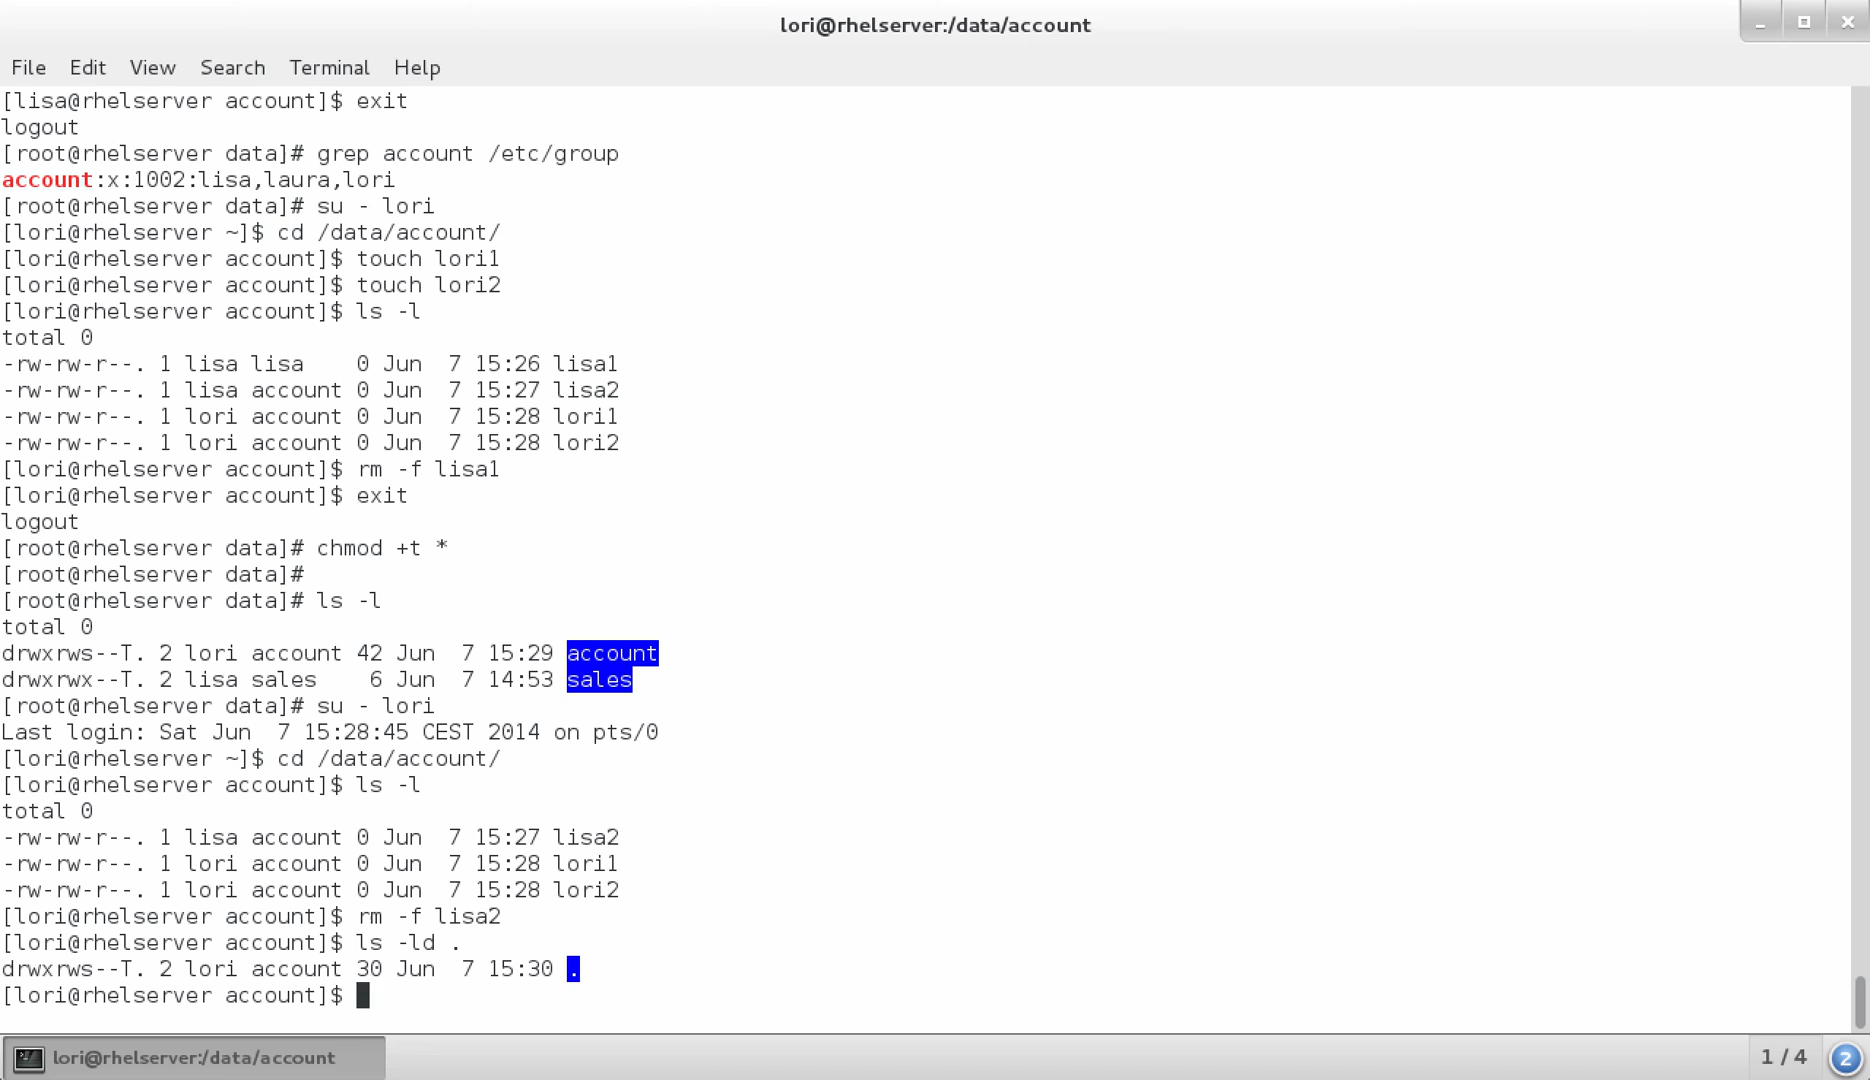 lori@rhelserver:/data/account
File Edit View Search Terminal Help
[lisa@rhelserver account]$ exit
logout
[root@rhelserver data]# grep account /etc/group
account:x:1002:lisa,laura,lori
[root@rhelserver data]# su - lori
[lori@rhelserver ~]$ cd /data/account/
[lori@rhelserver account]$ touch lori1
[lori@rhelserver account]$ touch lori2
[lori@rhelserver account]$ ls -l
total 0
-rw-rw-r--. 1 lisa lisa    0 Jun  7 15:26 lisa1
-rw-rw-r--. 1 lisa account 0 Jun  7 15:27 lisa2
-rw-rw-r--. 1 lori account 0 Jun  7 15:28 lori1
-rw-rw-r--. 1 lori account 0 Jun  7 15:28 lori2
[lori@rhelserver account]$ rm -f lisa1
[lori@rhelserver account]$ exit
logout
[root@rhelserver data]# chmod +t *
[root@rhelserver data]#
[root@rhelserver data]# ls -l
total 0
drwxrws--T. 2 lori account 42 Jun  7 15:29 account
drwxrwx--T. 2 lisa sales    6 Jun  7 14:53 sales
[root@rhelserver data]# su - lori
Last login: Sat Jun  7 15:28:45 CEST 2014 on pts/0
[lori@rhelserver ~]$ cd /data/account/
[lori@rhelserver account]$ ls -l
total 0
-rw-rw-r--. 1 lisa account 0 Jun  7 15:27 lisa2
-rw-rw-r--. 1 lori account 0 Jun  7 15:28 lori1
-rw-rw-r--. 1 lori account 0 Jun  7 15:28 lori2
[lori@rhelserver account]$ rm -f lisa2
[lori@rhelserver account]$ ls -ld .
drwxrws--T. 2 lori account 30 Jun  7 15:30 .
[lori@rhelserver account]$
lori@rhelserver:/data/account 1 / 4 2